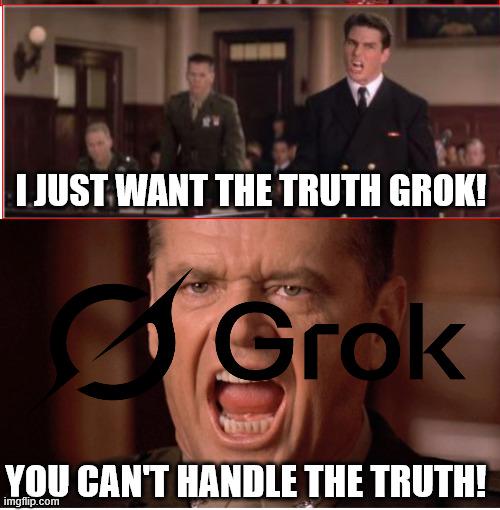 I JUST WANT THE TRUTH GROK!
Grok
YOU CAN'T HANDLE THE TRUTH!
imgflip.com